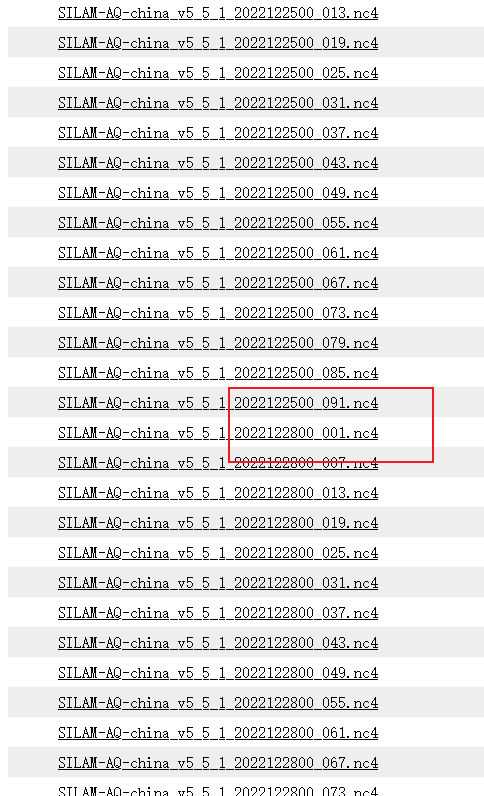 SILAM-AQ-china_v5_5_1_2022122500_013.nc4
SILAM-AQ-china_v5_5_1_2022122500_019.nc4
SILAM-AQ-china_v5_5_1_2022122500_025.nc4
SILAM-AQ-china_v5_5_1_2022122500_031.nc4
SILAM-AQ-china_v5_5_1_2022122500_037.nc4
SILAM-AQ-china_v5_5_1_2022122500_043.nc4
SILAM-AQ-china_v5_5_1_2022122500_049.nc4
SILAM-AQ-china_v5_5_1_2022122500_055.nc4
SILAM-AQ-china_v5_5_1_2022122500_061.nc4
SILAM-AQ-china_v5_5_1_2022122500_067.nc4
SILAM-AQ-china_v5_5_1_2022122500_073.nc4
SILAM-AQ-china_v5_5_1_2022122500_079.nc4
SILAM-AQ-china_v5_5_1_2022122500_085.nc4
SILAM-AQ-china_v5_5_1_2022122500_091.nc4
SILAM-AQ-china_v5_5_1_2022122800_001.nc4
SILAM-AQ-china_v5_5_1_2022122800_007.nc4
SILAM-AQ-china_v5_5_1_2022122800_013.nc4
SILAM-AQ-china_v5_5_1_2022122800_019.nc4
SILAM-AQ-china_v5_5_1_2022122800_025.nc4
SILAM-AQ-china_v5_5_1_2022122800_031.nc4
SILAM-AQ-china_v5_5_1_2022122800_037.nc4
SILAM-AQ-china_v5_5_1_2022122800_043.nc4
SILAM-AQ-china_v5_5_1_2022122800_049.nc4
SILAM-AQ-china_v5_5_1_2022122800_055.nc4
SILAM-AQ-china_v5_5_1_2022122800_061.nc4
SILAM-AQ-china_v5_5_1_2022122800_067.nc4
SILAM-AQ-china_v5_5_1_2022122800_073.nc4